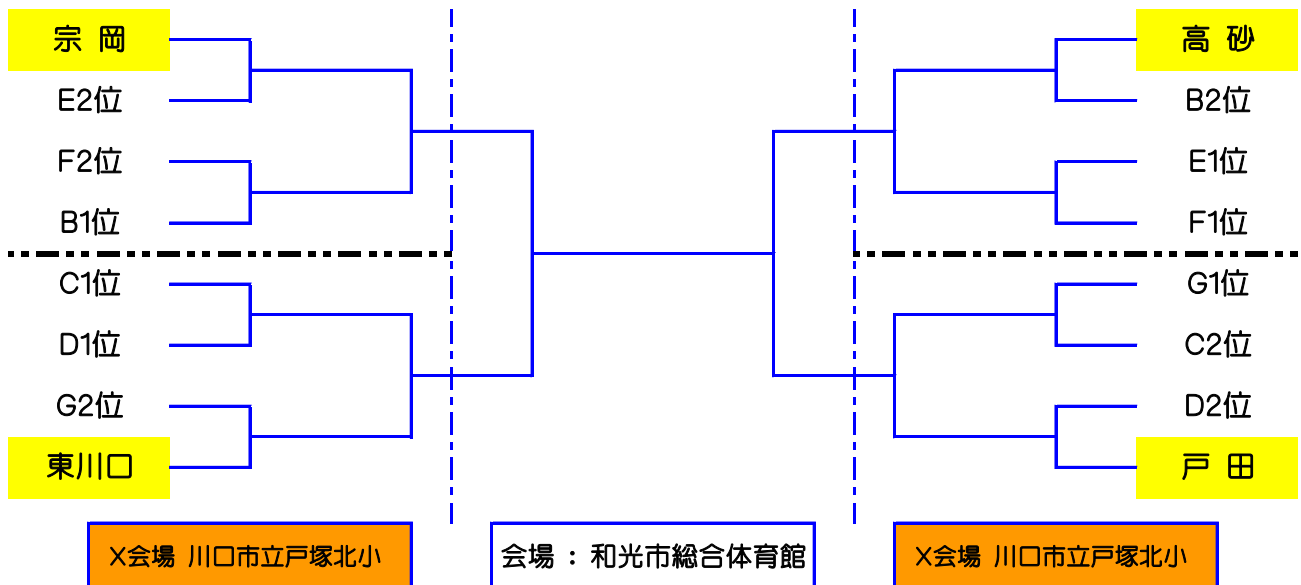 宗 岡
E2位
F2位
B1位
C1位
D1位
G2位
東川口
高 砂
B2位
E1位
F1位
G1位
C2位
D2位
戸 田
X会場 川口市立戸塚北小
会場 : 和光市総合体育館
X会場 川口市立戸塚北小